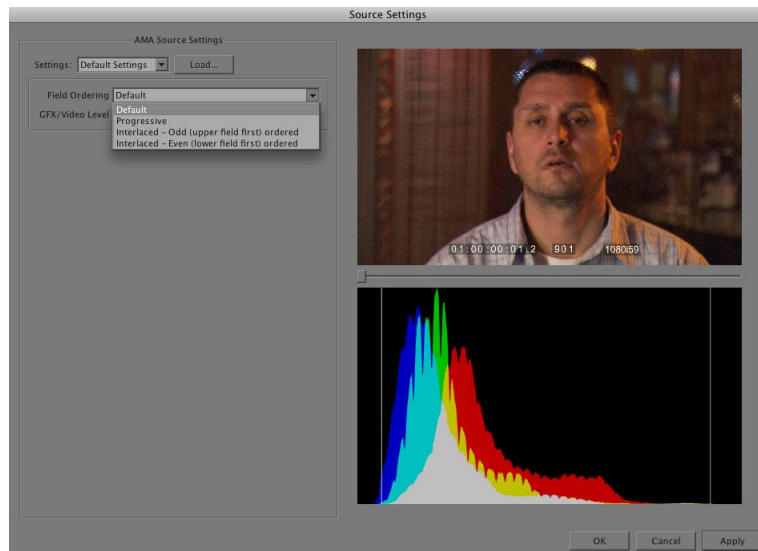 Source Settings
AMA Source Settings
Settings: Default Settings Load...
Field Ordering Default
GFX/Video Level
Default
Progressive
Interlaced – Odd (upper field first) ordered
Interlaced – Even (lower field first) ordered
01:00:00:01.2 901 1080i59
OK Cancel Apply